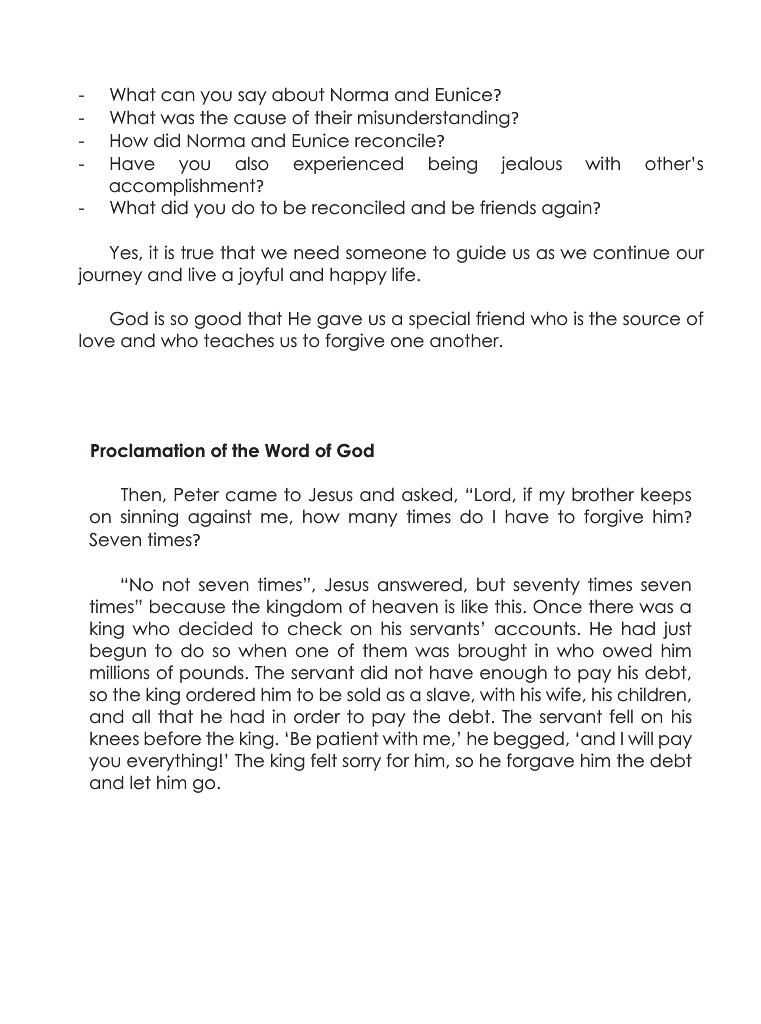 - What can you say about Norma and Eunice?
- What was the cause of their misunderstanding?
- How did Norma and Eunice reconcile?
- Have you also experienced being jealous with other’s
accomplishment?
- What did you do to be reconciled and be friends again?
Yes, it is true that we need someone to guide us as we continue our
journey and live a joyful and happy life.
God is so good that He gave us a special friend who is the source of
love and who teaches us to forgive one another.
Proclamation of the Word of God
Then, Peter came to Jesus and asked, “Lord, if my brother keeps
on sinning against me, how many times do I have to forgive him?
Seven times?
“No not seven times”, Jesus answered, but seventy times seven
times” because the kingdom of heaven is like this. Once there was a
king who decided to check on his servants’ accounts. He had just
begun to do so when one of them was brought in who owed him
millions of pounds. The servant did not have enough to pay his debt,
so the king ordered him to be sold as a slave, with his wife, his children,
and all that he had in order to pay the debt. The servant fell on his
knees before the king. ‘Be patient with me,’ he begged, ‘and I will pay
you everything!’ The king felt sorry for him, so he forgave him the debt
and let him go.